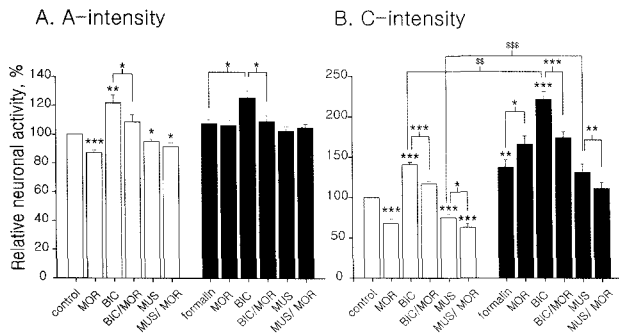 A. A-intensity
B. C-intensity
Relative neuronal activity, %
140
120
100
80
60
40
20
0
*
**
***
*
*
*
*
control
MOR
BIC
BIC/MOR
MUS
MUS/ MOR
formalin
MOR
BIC
BIC/MOR
MUS
MUS/ MOR
250
200
150
100
50
0
$$$
$$
***
***
*
**
**
***
***
*
***
***
***
control
MOR
BIC
BIC/MOR
MUS
MUS/MOR
formalin
MOR
BIC
BIC/MOR
MUS
MUS/ MOR